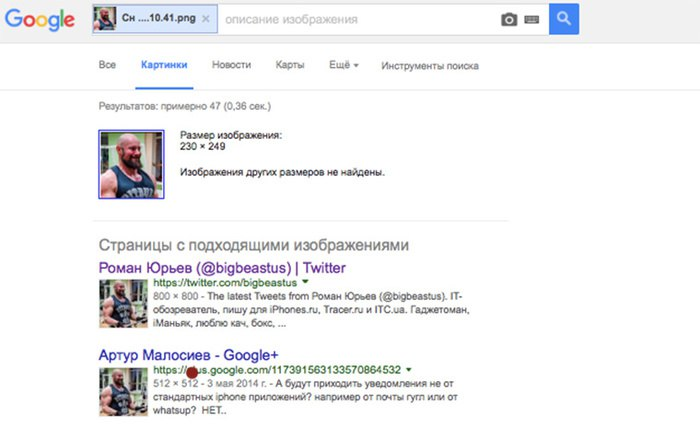 Google
Сн ....10.41.png ×
описание изображения
Все Картинки Новости Карты Ещё Инструменты поиска
Результатов: примерно 47 (0,36 сек.)
Размер изображения:
230 × 249
Изображения других размеров не найдены.
Страницы с подходящими изображениями
Роман Юрьев (@bigbeastus) | Twitter
https://twitter.com/bigbeastus
800 × 800 - The latest Tweets from Роман Юрьев (@bigbeastus). IT-
обозреватель, пишу для iPhones.ru, Tracer.ru и ITC.ua. Гаджетоман,
iМаньяк, люблю кач, бокс, ...
Артур Малосиев - Google+
https://plus.google.com/117391563133570864532
512 × 512 - 3 мая 2014 г. - А будут приходить уведомления не от
стандартных iphone приложений? например от почты гугл или от
whatsup? НЕТ..